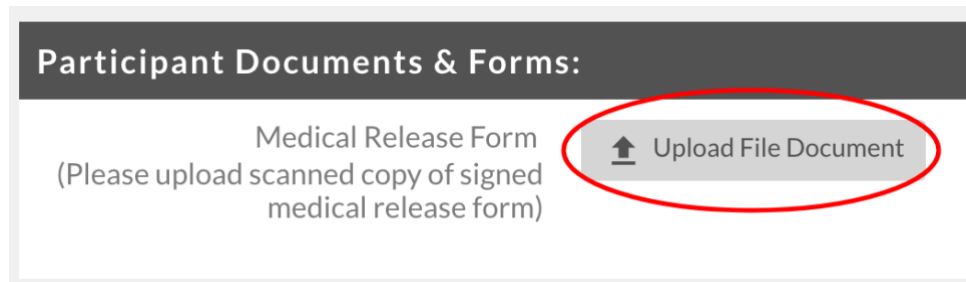 Participant Documents & Forms:
Medical Release Form
Upload File Document
(Please upload scanned copy of signed
medical release form)